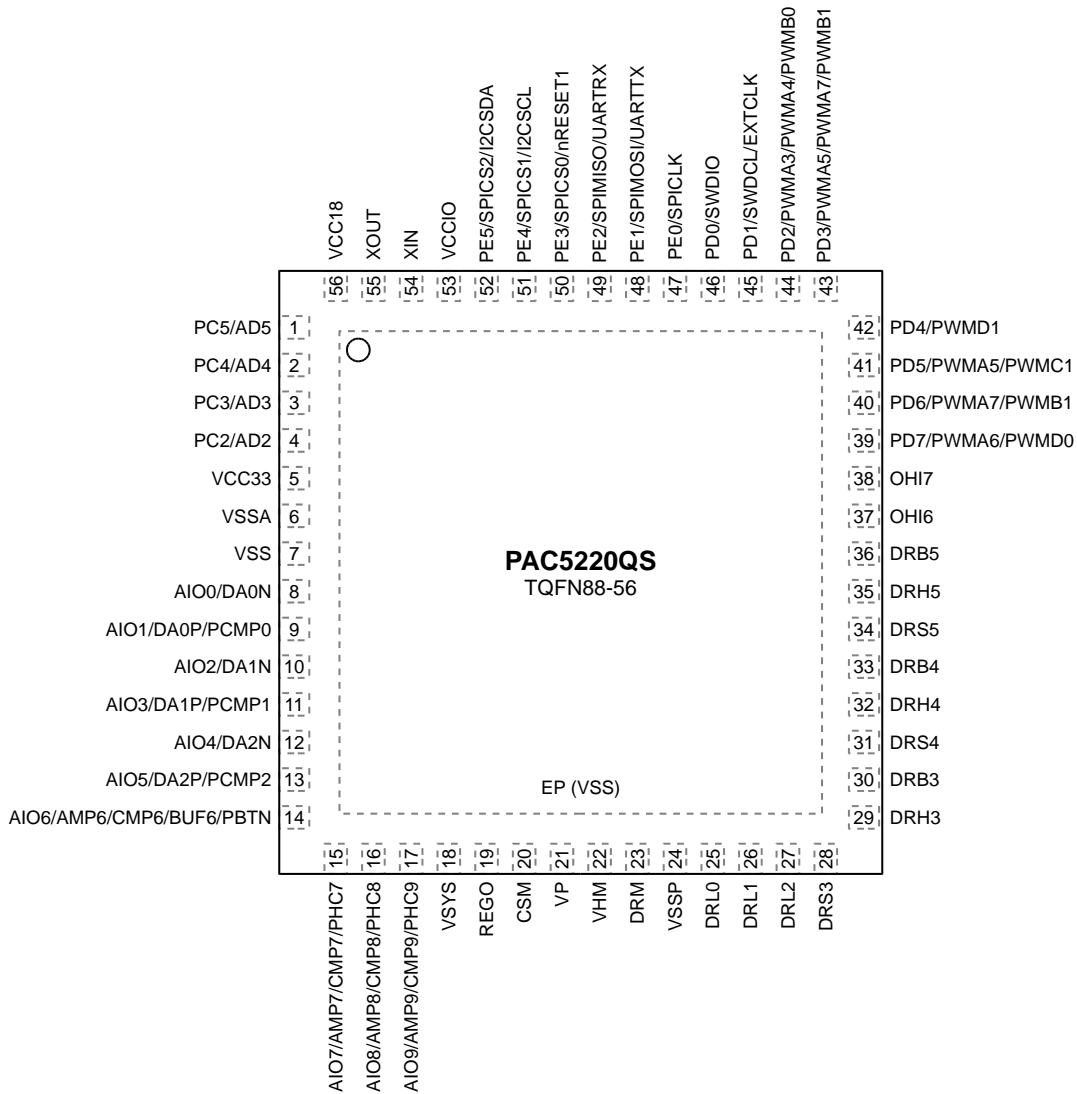 PD2/PWMA3/PWMA4/PWMB0
PD3/PWMA5/PWMA7/PWMB1
PE5/SPICS2/I2CSDA
PE4/SPICS1/I2CSCL
PE3/SPICS0/nRESET1
PE2/SPIMISO/UARTRX
PE1/SPIMOSI/UARTTX
PE0/SPICLK
PD0/SWDIO
PD1/SWDCL/EXTCLK
VCC18
XOUT
XIN
VCCIO
56
55
54
53
52
51
50
49
48
47
46
45
44
43
PC5/AD5 1
PC4/AD4 2
PC3/AD3 3
PC2/AD2 4
VCC33 5
VSSA 6
VSS 7
AIO0/DA0N 8
AIO1/DA0P/PCMP0 9
AIO2/DA1N 10
AIO3/DA1P/PCMP1 11
AIO4/DA2N 12
AIO5/DA2P/PCMP2 13
AIO6/AMP6/CMP6/BUF6/PBTN 14
PAC5220QS
TQFN88-56
EP (VSS)
42 PD4/PWMD1
41 PD5/PWMA5/PWMC1
40 PD6/PWMA7/PWMB1
39 PD7/PWMA6/PWMD0
38 OHI7
37 OHI6
36 DRB5
35 DRH5
34 DRS5
33 DRB4
32 DRH4
31 DRS4
30 DRB3
29 DRH3
15
16
17
18
19
20
21
22
23
24
25
26
27
28
AIO7/AMP7/CMP7/PHC7
AIO8/AMP8/CMP8/PHC8
AIO9/AMP9/CMP9/PHC9
VSYS
REGO
CSM
VP
VHM
DRM
VSSP
DRL0
DRL1
DRL2
DRS3